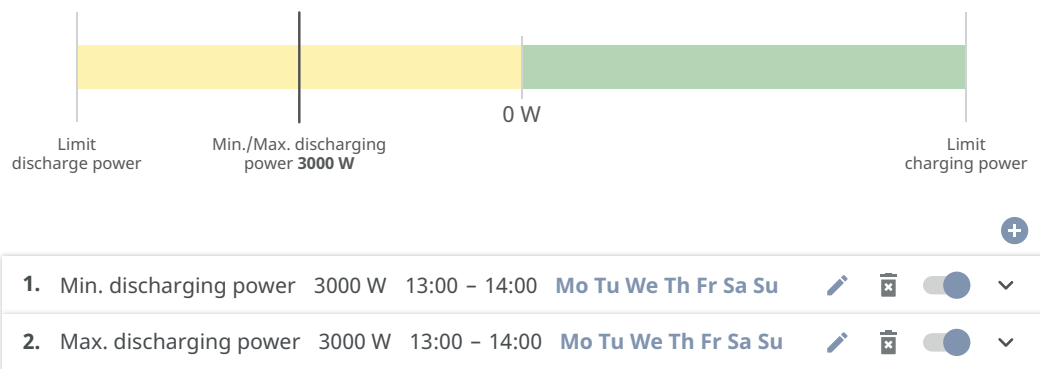 0 W
Limit
discharge power
Min./Max. discharging
power 3000 W
Limit
charging power
1. Min. discharging power 3000 W 13:00 – 14:00 Mo Tu We Th Fr Sa Su
2. Max. discharging power 3000 W 13:00 – 14:00 Mo Tu We Th Fr Sa Su